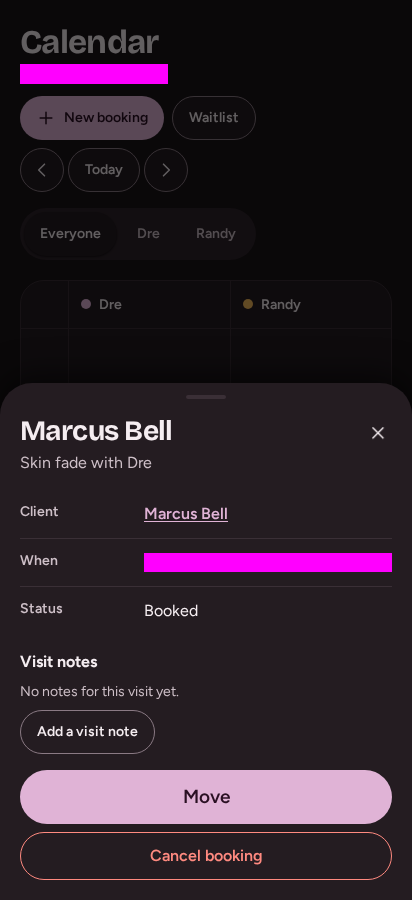 Calendar
New booking
Waitlist
Today
Everyone
Dre
Randy
Dre
Randy
Marcus Bell
Skin fade with Dre
Client
Marcus Bell
When
Status
Booked
Visit notes
No notes for this visit yet.
Add a visit note
Move
Cancel booking